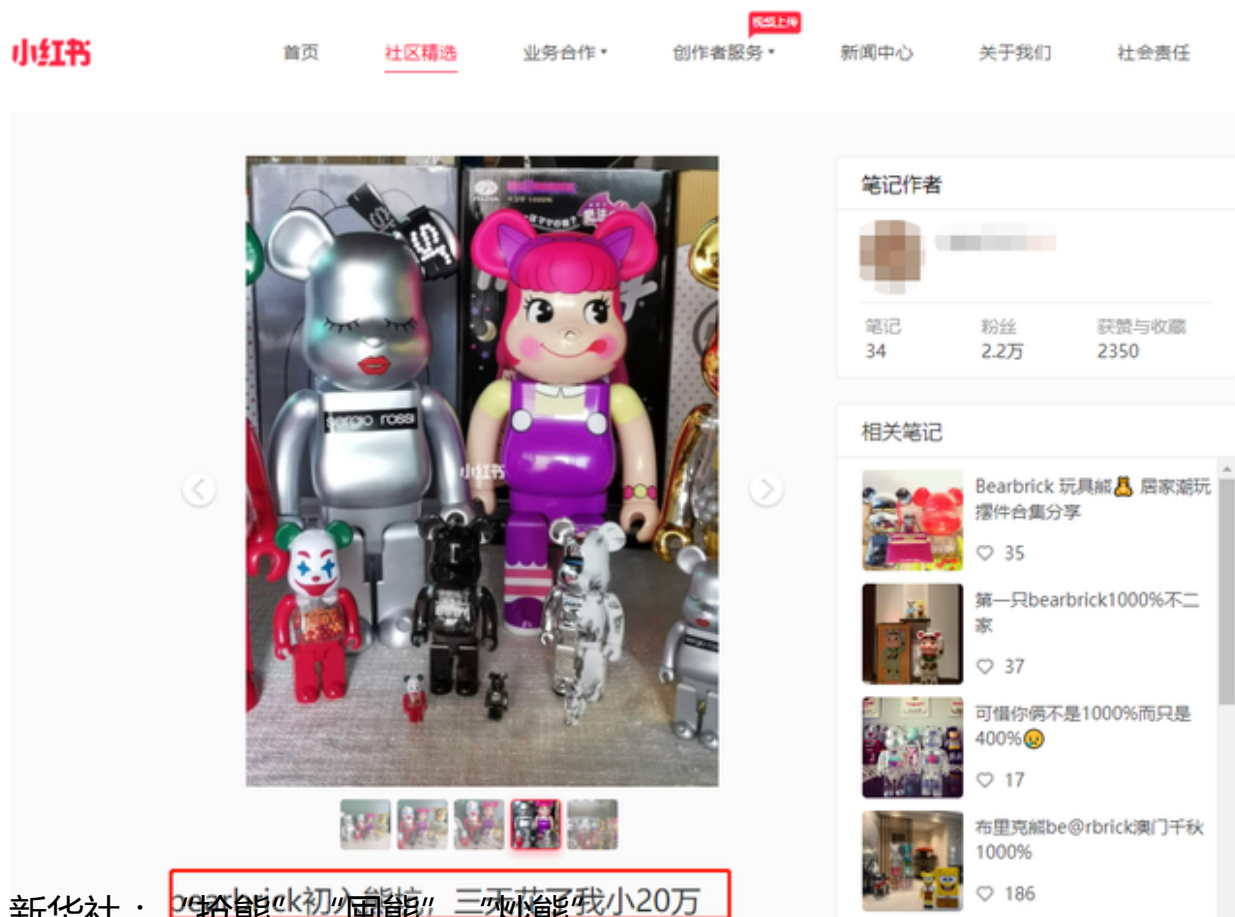 视频上传
小红书
首页
社区精选
业务合作
创作者服务
新闻中心
关于我们
社会责任
笔记作者
笔记
粉丝
获赞与收藏
34
2.2万
2350
sergio rossi
小红书
相关笔记
Bearbrick 玩具熊🧸 居家潮玩
摆件合集分享
35
第一只bearbrick1000%不二
家
37
可惜你俩不是1000%而只是
400%😢
17
布里克熊be@rbrick澳门千秋
1000%
186
bearbrick初入熊坑,三天花了我小20万
新华社:“抢熊”“囤熊”“炒熊”